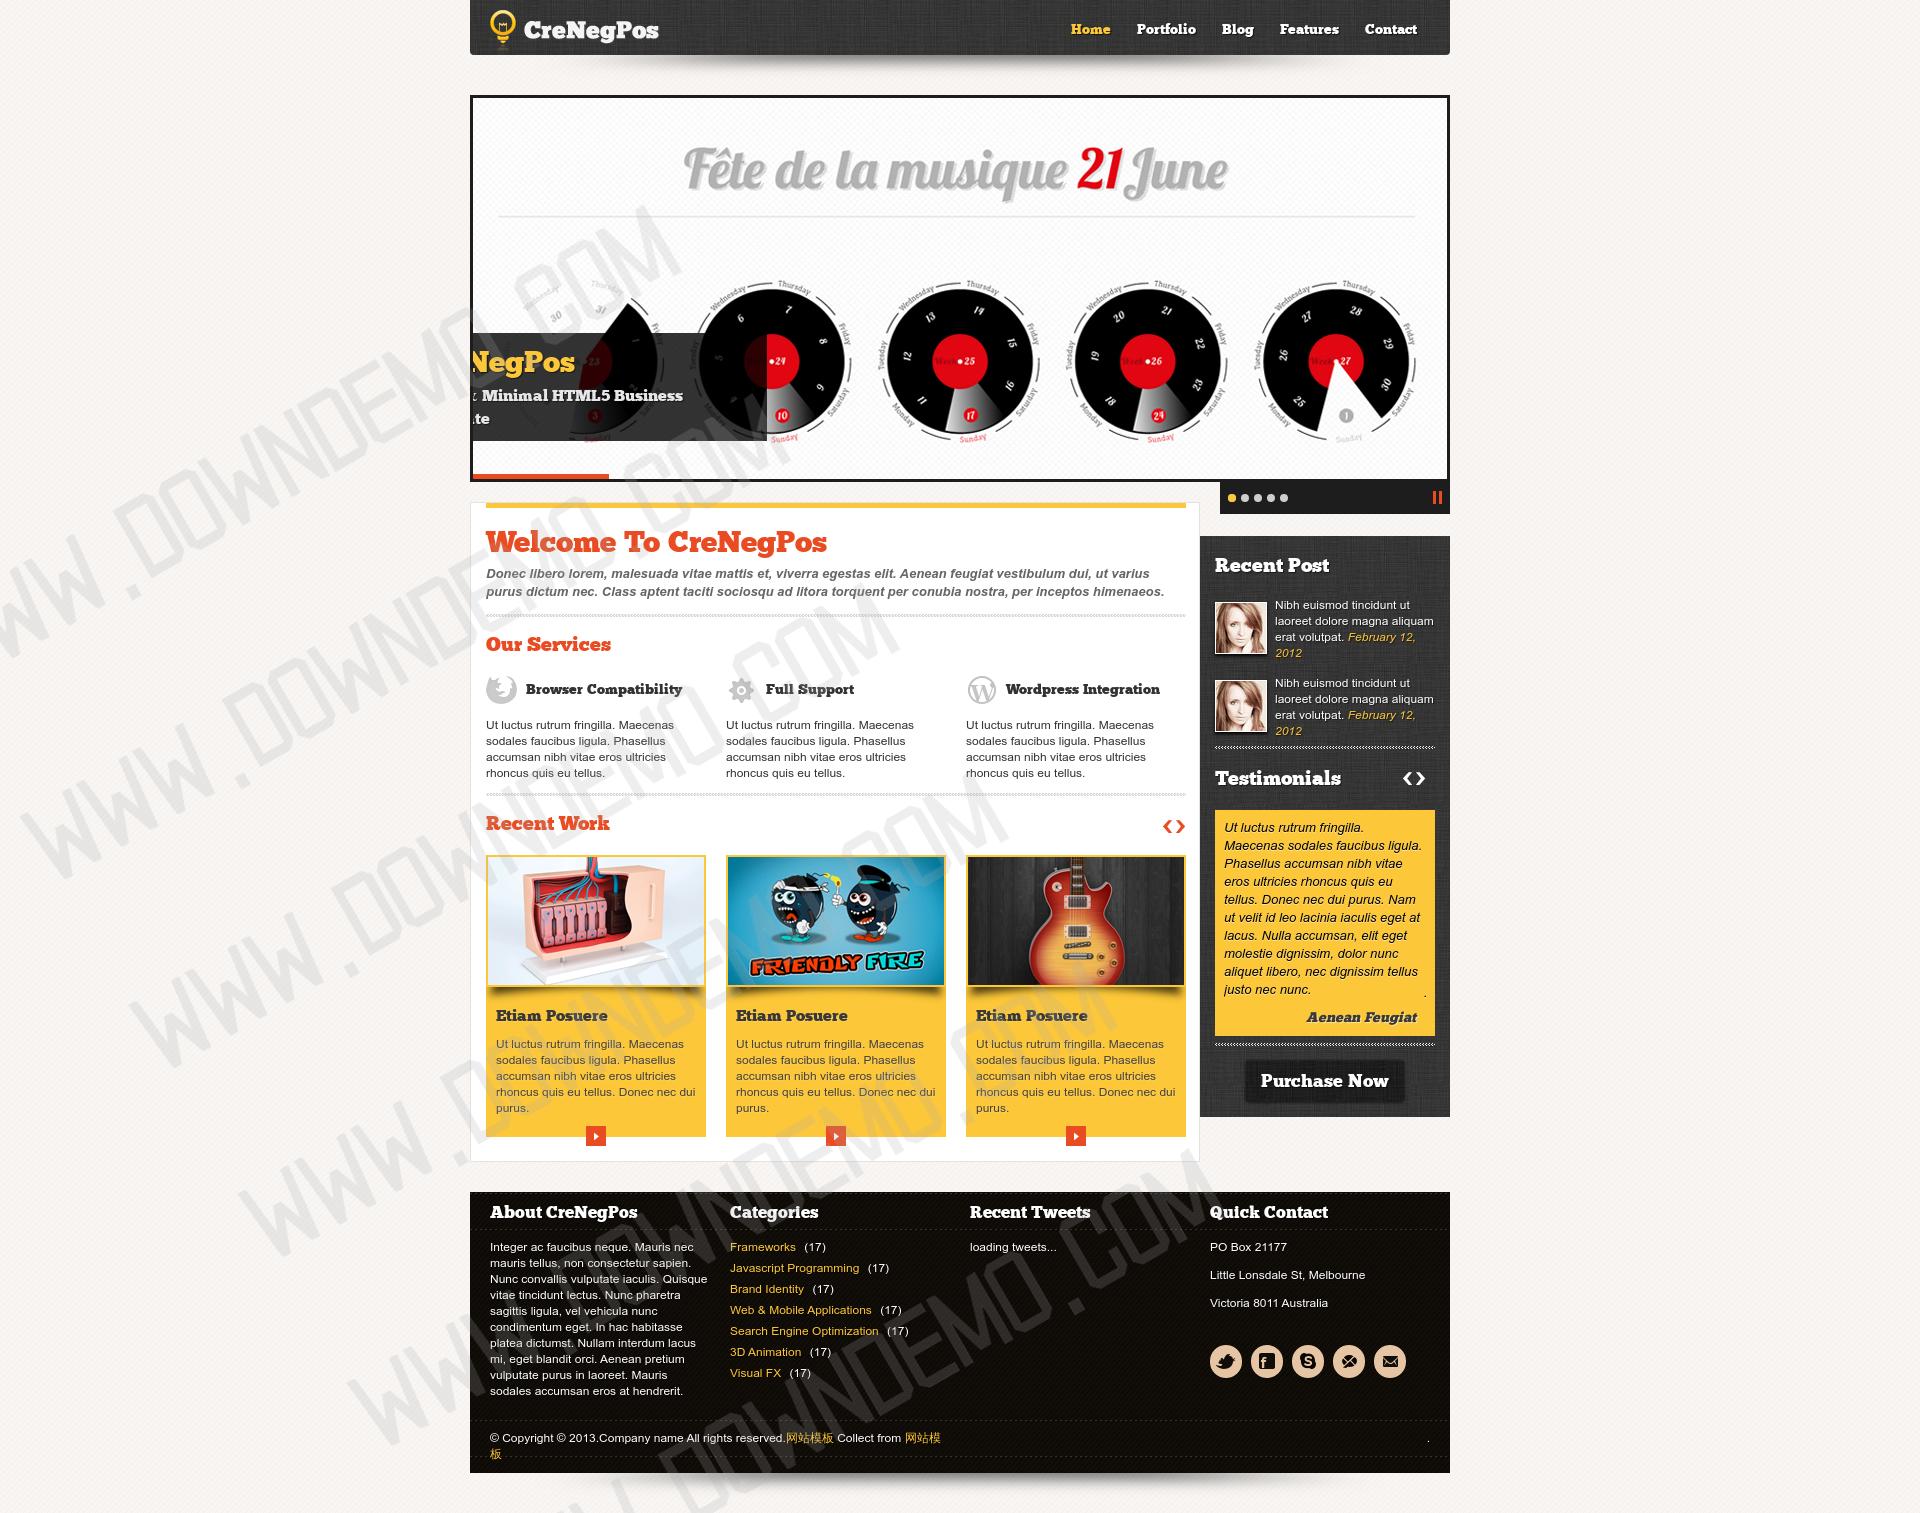 CreNegPos
Home Portfolio Blog Features Contact
Fête de la musique 21 June
NegPos
Minimal HTML5 Business
Welcome To CreNegPos
Donec libero lorem, malesuada vitae mattis et, viverra egestas elit. Aenean feugiat vestibulum dui, ut varius
purus dictum nec. Class aptent taciti sociosqu ad litora torquent per conubia nostra, per inceptos himenaeos.
Our Services
Browser Compatibility
Ut luctus rutrum fringilla. Maecenas
sodales faucibus ligula. Phasellus
accumsan nibh vitae eros ultricies
rhoncus quis eu tellus.
Full Support
Ut luctus rutrum fringilla. Maecenas
sodales faucibus ligula. Phasellus
accumsan nibh vitae eros ultricies
rhoncus quis eu tellus.
Wordpress Integration
Ut luctus rutrum fringilla. Maecenas
sodales faucibus ligula. Phasellus
accumsan nibh vitae eros ultricies
rhoncus quis eu tellus.
Recent Work
Etiam Posuere
Ut luctus rutrum fringilla. Maecenas
sodales faucibus ligula. Phasellus
accumsan nibh vitae eros ultricies
rhoncus quis eu tellus. Donec nec dui
purus.
FRIENDLY FIRE
Etiam Posuere
Ut luctus rutrum fringilla. Maecenas
sodales faucibus ligula. Phasellus
accumsan nibh vitae eros ultricies
rhoncus quis eu tellus. Donec nec dui
purus.
Etiam Posuere
Ut luctus rutrum fringilla. Maecenas
sodales faucibus ligula. Phasellus
accumsan nibh vitae eros ultricies
rhoncus quis eu tellus. Donec nec dui
purus.
Recent Post
Nibh euismod tincidunt ut
laoreet dolore magna aliquam
erat volutpat. February 12,
2012
Nibh euismod tincidunt ut
laoreet dolore magna aliquam
erat volutpat. February 12,
2012
Testimonials
Ut luctus rutrum fringilla.
Maecenas sodales faucibus ligula.
Phasellus accumsan nibh vitae
eros ultricies rhoncus quis eu
tellus. Donec nec dui purus. Nam
ut velit id leo lacinia iaculis eget at
lacus. Nulla accumsan, elit eget
molestie dignissim, dolor nunc
aliquet libero, nec dignissim tellus
justo nec nunc.
Aenean Feugiat
Purchase Now
About CreNegPos
Integer ac faucibus neque. Mauris nec
mauris tellus, non consectetur sapien.
Nunc convallis vulputate iaculis. Quisque
vitae tincidunt lectus. Nunc pharetra
sagittis ligula, vel vehicula nunc
condimentum eget. In hac habitasse
platea dictumst. Nullam interdum lacus
mi, eget blandit orci. Aenean pretium
vulputate purus in laoreet. Mauris
sodales accumsan eros at hendrerit.
Categories
Frameworks (17)
Javascript Programming (17)
Brand Identity (17)
Web & Mobile Applications (17)
Search Engine Optimization (17)
3D Animation (17)
Visual FX (17)
Recent Tweets
loading tweets...
Quick Contact
PO Box 21177
Little Lonsdale St, Melbourne
Victoria 8011 Australia
© Copyright © 2013.Company name All rights reserved.网站模板 Collect from 网站模
板
WWW.DOWNDEMO.COM
WWW.DOWNDEMO.COM
WWW.DOWNDEMO.COM
WWW.DOWNDEMO.COM
WWW.DOWNDEMO.COM